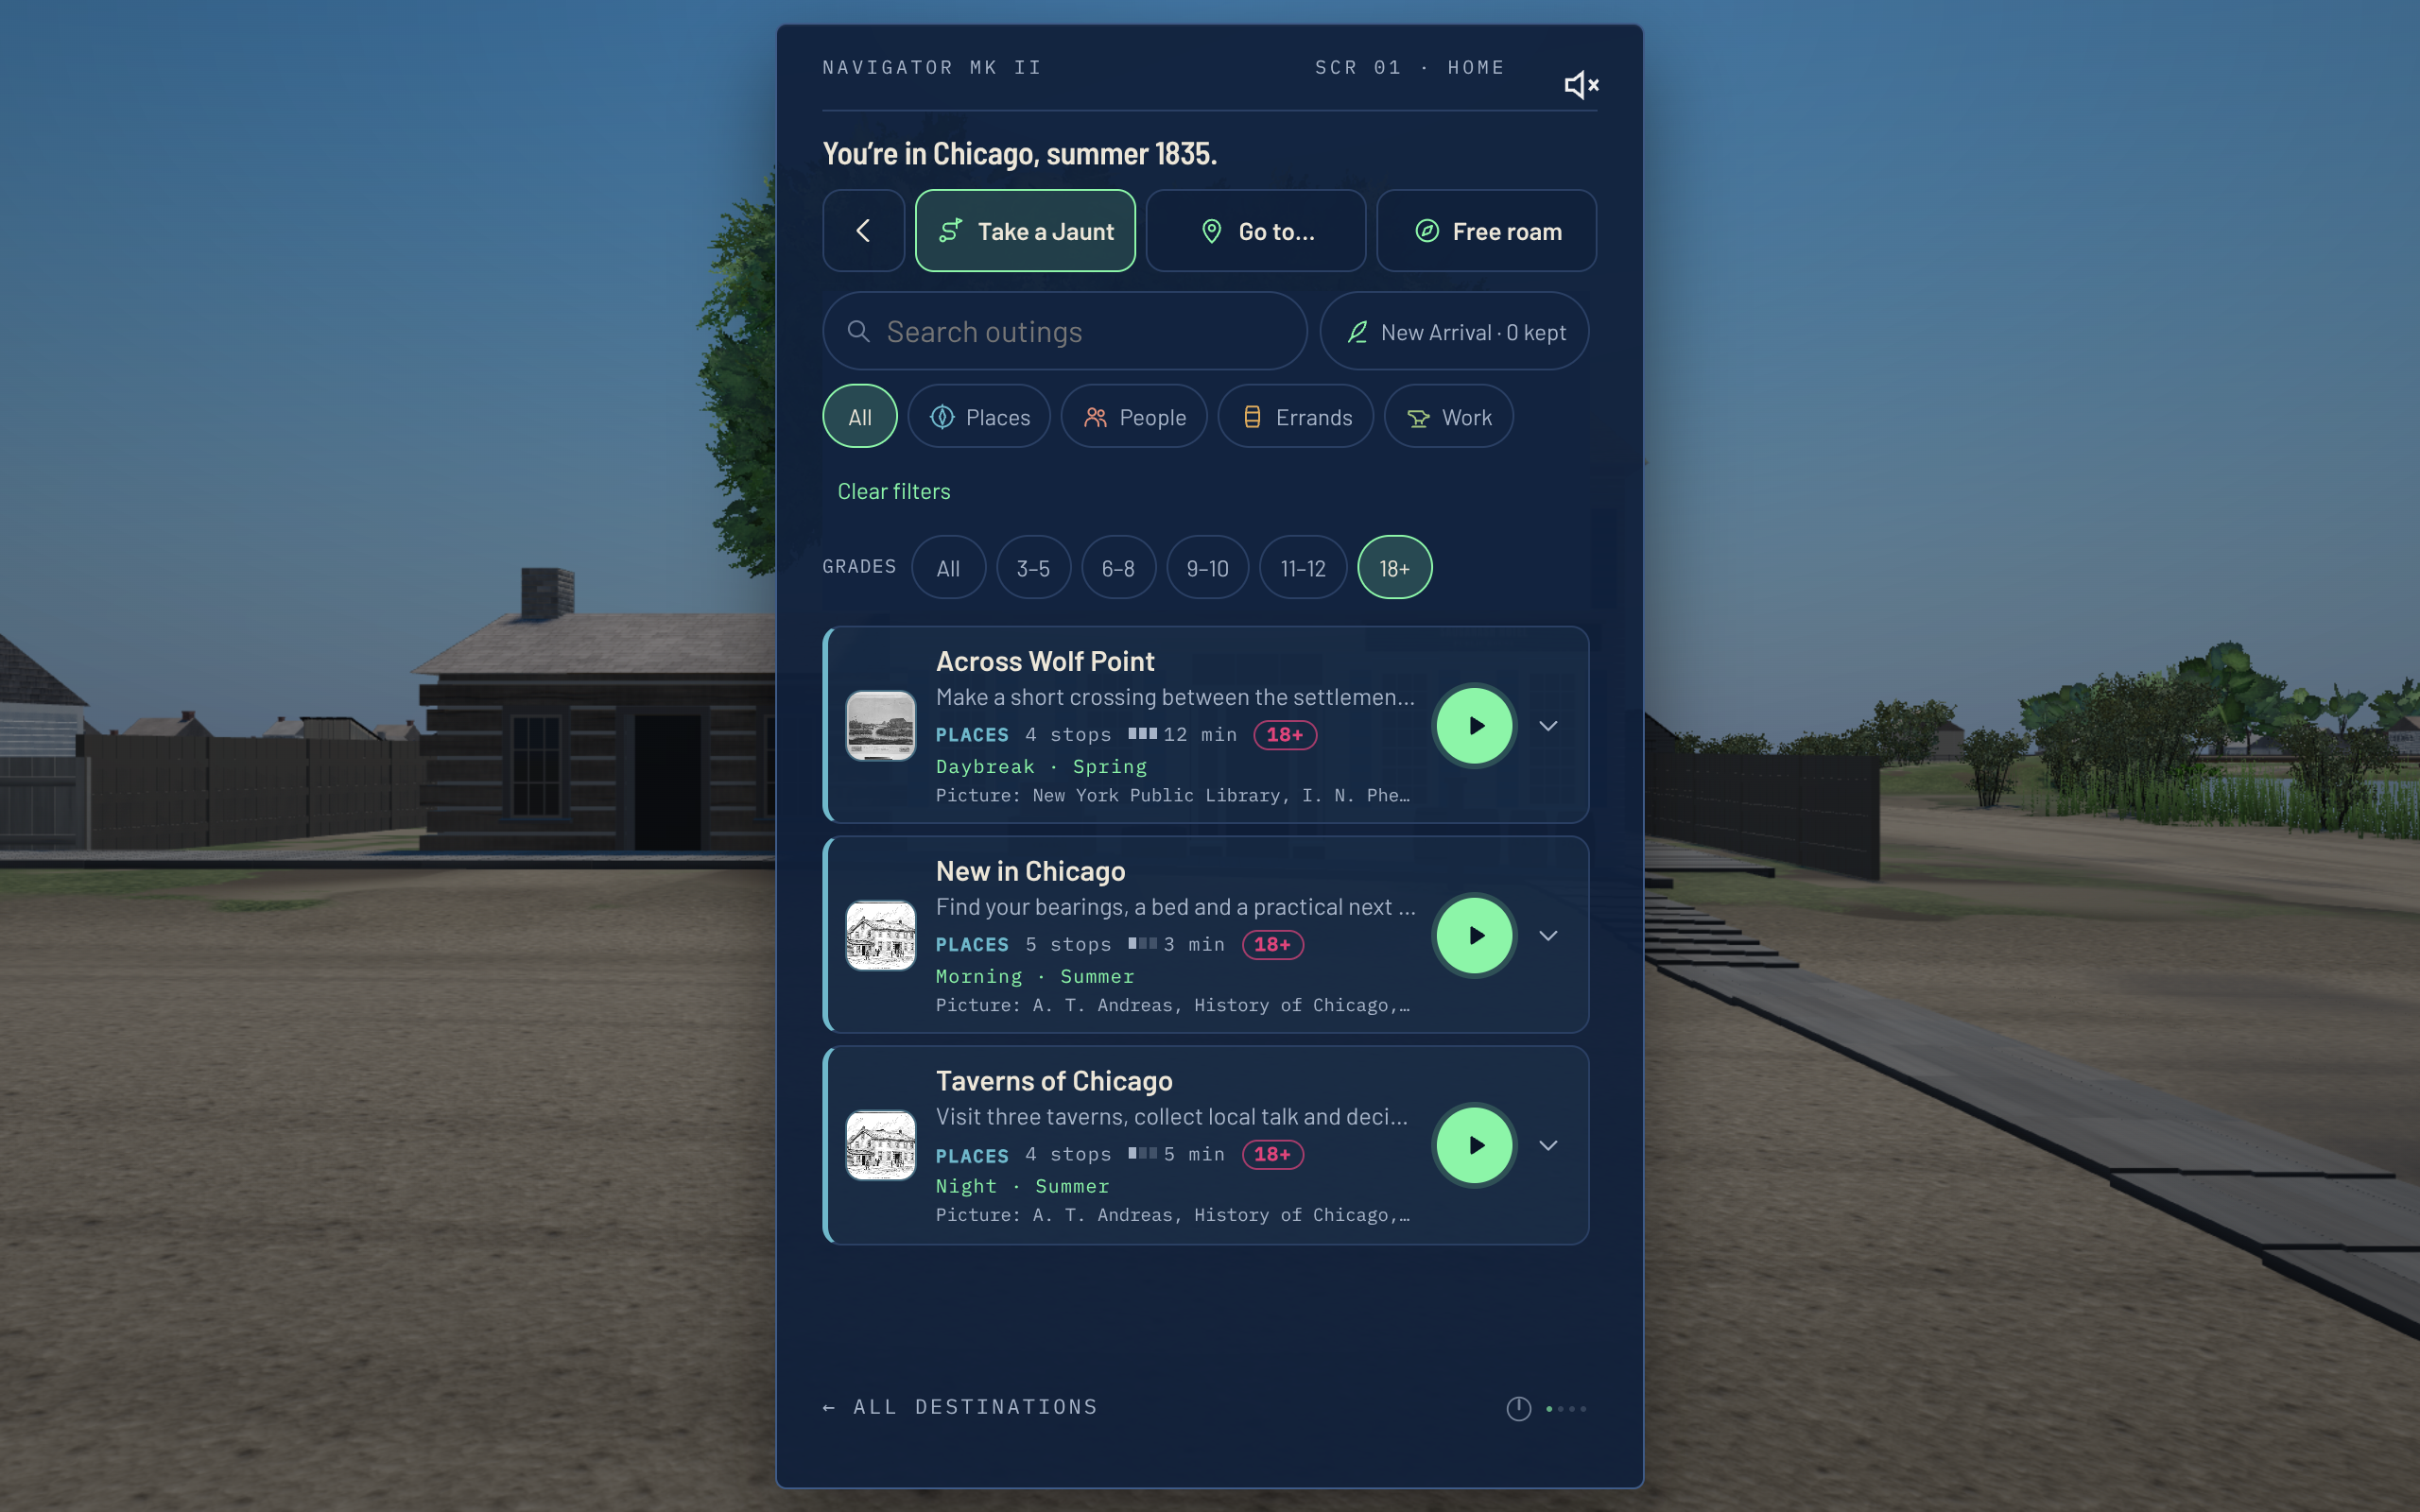 NAVIGATOR MK II SCR 01 · HOME
You’re in Chicago, summer 1835.
Take a Jaunt Go to… Free roam
Search outings New Arrival · 0 kept
All Places People Errands Work
Clear filters
GRADES All 3–5 6–8 9–10 11–12 18+
Across Wolf Point
Make a short crossing between the settlemen…
PLACES 4 stops 12 min 18+
Daybreak · Spring
Picture: New York Public Library, I. N. Phe…
New in Chicago
Find your bearings, a bed and a practical next …
PLACES 5 stops 3 min 18+
Morning · Summer
Picture: A. T. Andreas, History of Chicago,…
Taverns of Chicago
Visit three taverns, collect local talk and deci…
PLACES 4 stops 5 min 18+
Night · Summer
Picture: A. T. Andreas, History of Chicago,…
← ALL DESTINATIONS